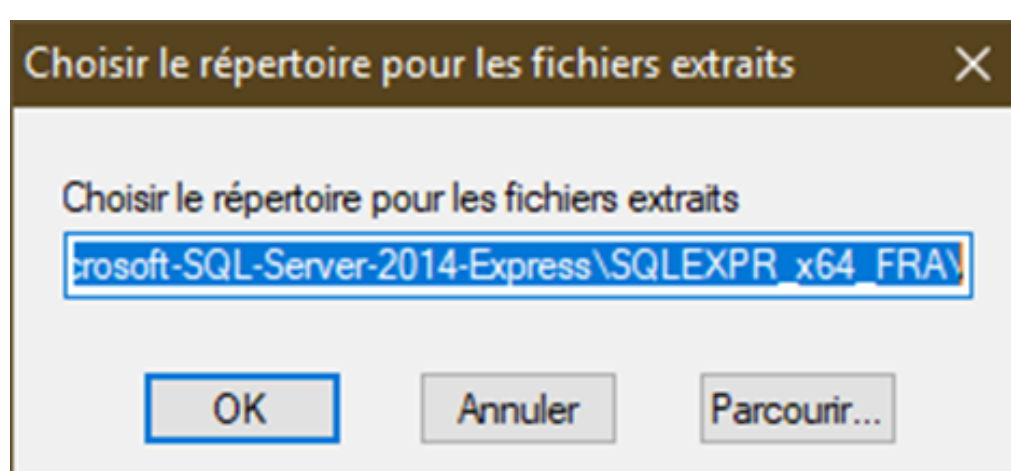 Choisir le répertoire pour les fichiers extraits
Choisir le répertoire pour les fichiers extraits
crosoft-SQL-Server-2014-Express\SQLEXPR_x64_FRA\
OK Annuler Parcourir...